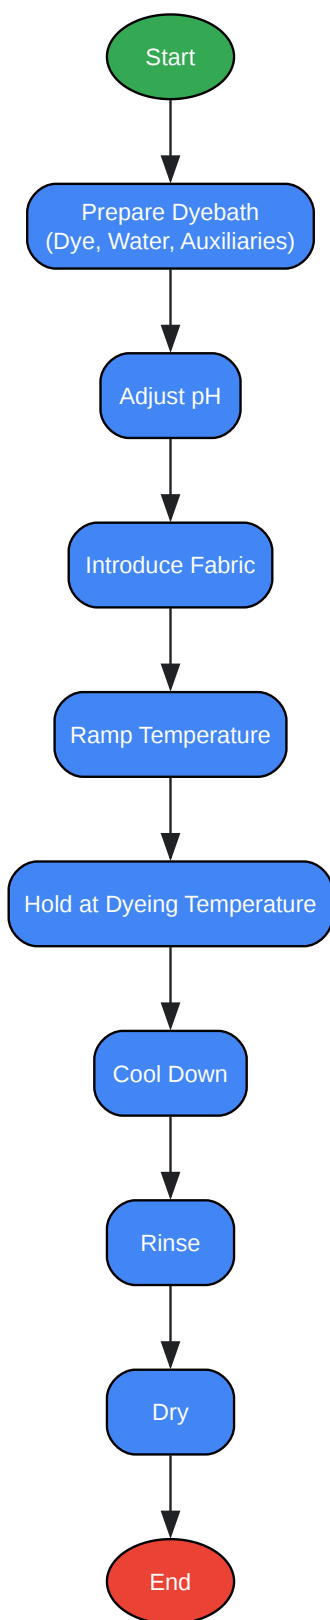 Start
Prepare Dyebath
(Dye, Water, Auxiliaries)
Adjust pH
Introduce Fabric
Ramp Temperature
Hold at Dyeing Temperature
Cool Down
Rinse
Dry
End